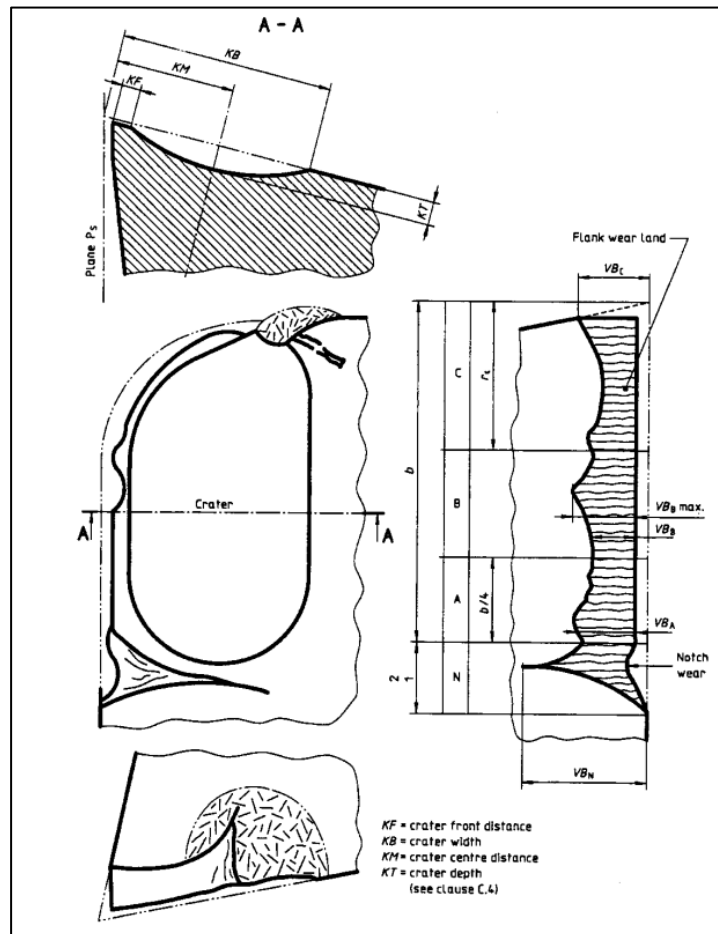 A - A
KB
KM
KF
KT
Plane Ps
Flank wear land
VBC
C
rε
b
B
VBB max.
VBB
Crater
A
A
A
b/4
VBA
Notch
wear
2
1
N
VBN
KF = crater front distance
KB = crater width
KM = crater centre distance
KT = crater depth
(see clause C.4)